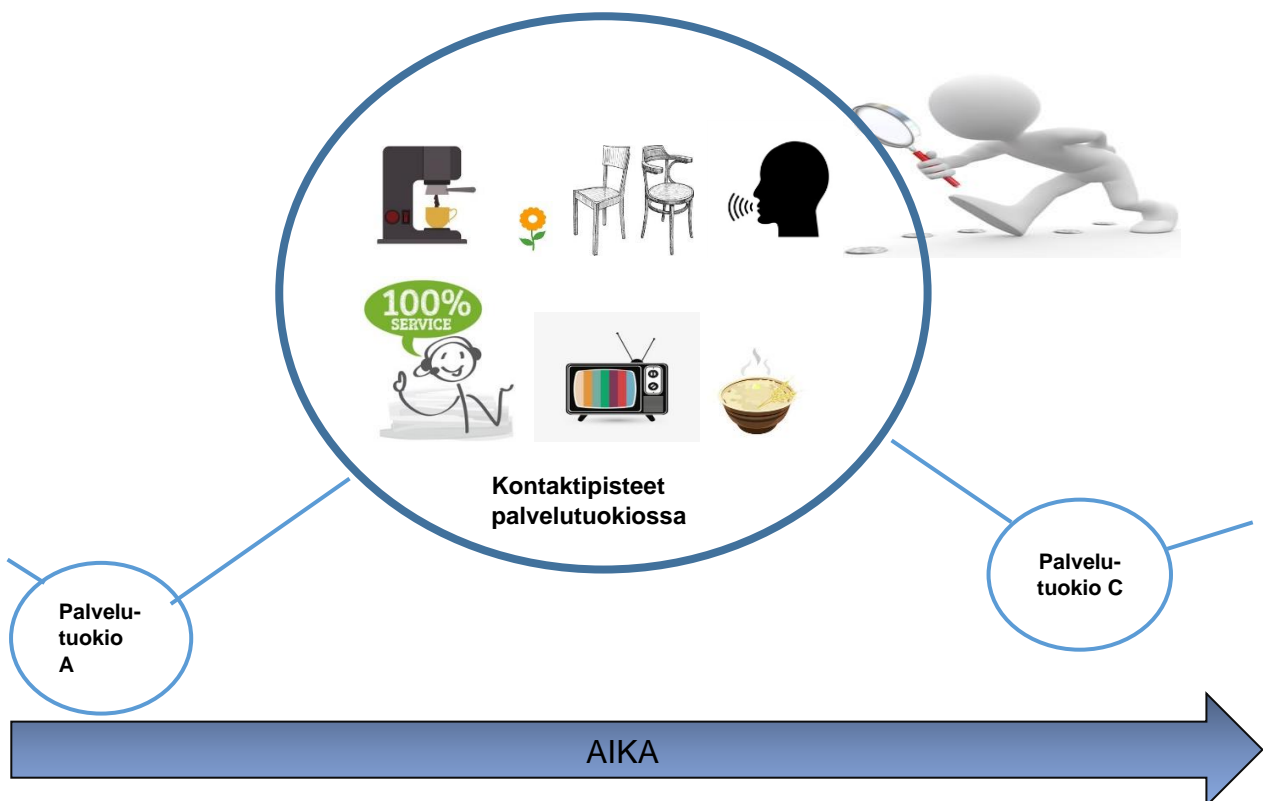 100%
SERVICE
Kontaktipisteet
palvelutuokiossa
Palvelu-
tuokio
A
Palvelu-
tuokio C
AIKA